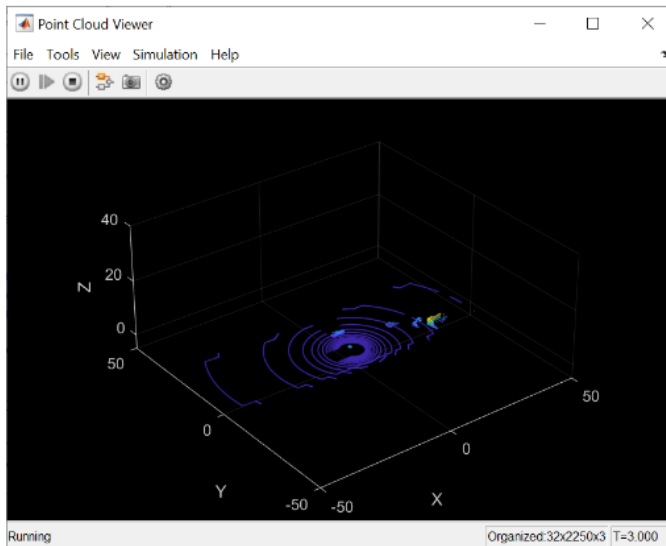 Point Cloud Viewer
File Tools View Simulation Help
40
20
0
Z
50
0
Y
-50
-50
X
0
50
Running
Organized:32x2250x3 T=3.000